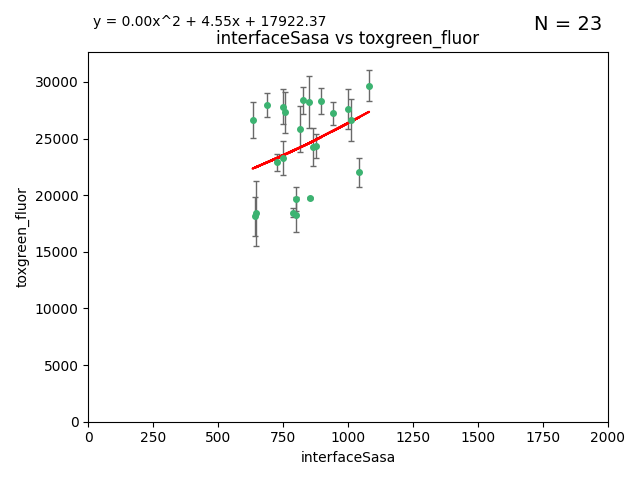 y = 0.00x^2 + 4.55x + 17922.37
N = 23
interfaceSasa vs toxgreen_fluor
30000
25000
20000
15000
10000
5000
0
toxgreen_fluor
0 250 500 750 1000 1250 1500 1750 2000
interfaceSasa